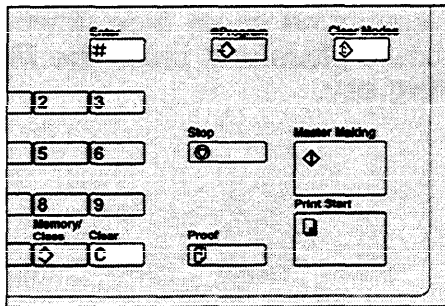 Enter Program Clear Modes
#
2 3
Stop Master Making
5 6
8 9 Print Start
Memory/
Class Clear Proof
C